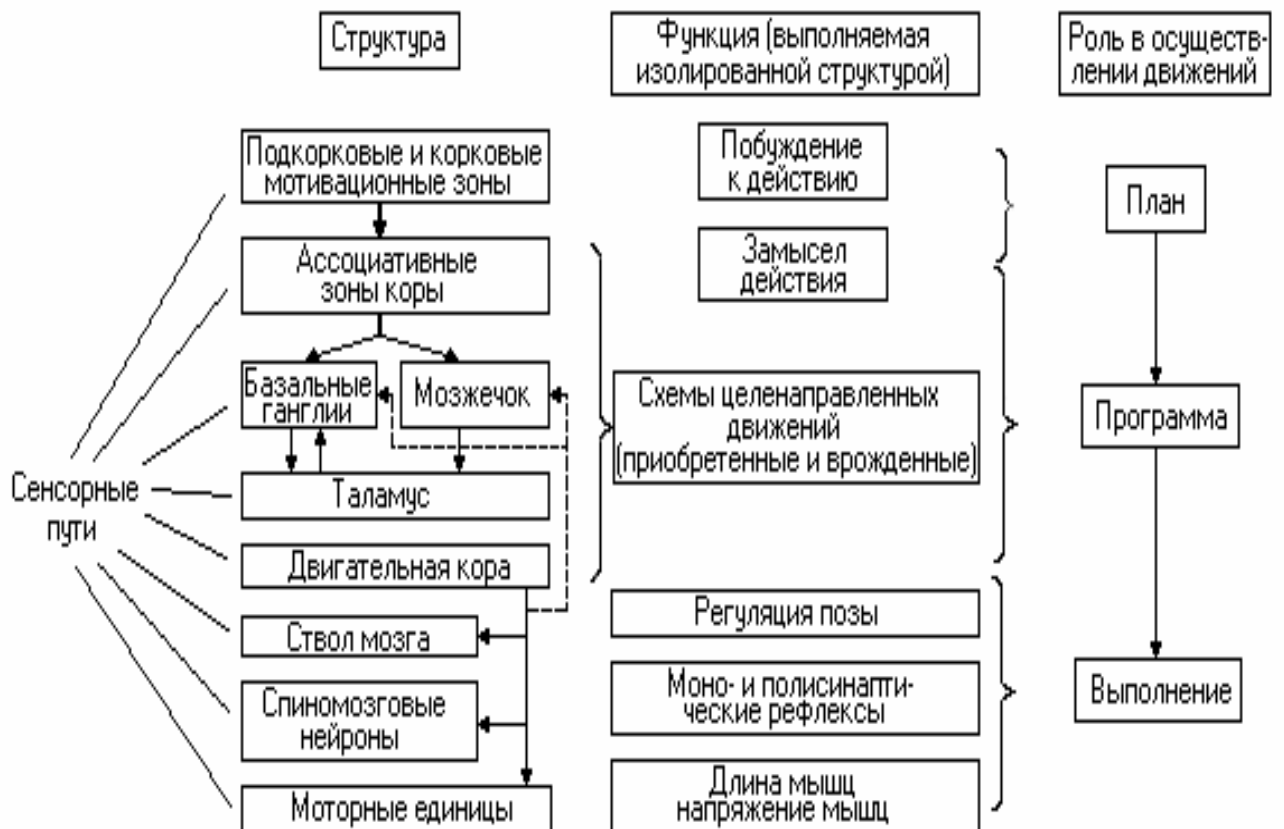 Структура
Функция (выполняемая
изолированной структурой)
Роль в осуществ-
лении движений
Подкорковые и корковые
мотивационные зоны
Побуждение
к действию
План
Ассоциативные
зоны коры
Замысел
действия
Базальные
ганглии
Мозжечок
Схемы целенаправленных
движений
(приобретенные и врожденные)
Программа
Сенсорные
пути
Таламус
Двигательная кора
Регуляция позы
Ствол мозга
Моно- и полисинапти-
ческие рефлексы
Выполнение
Спиномозговые
нейроны
Моторные единицы
Длина мышц
напряжение мышц